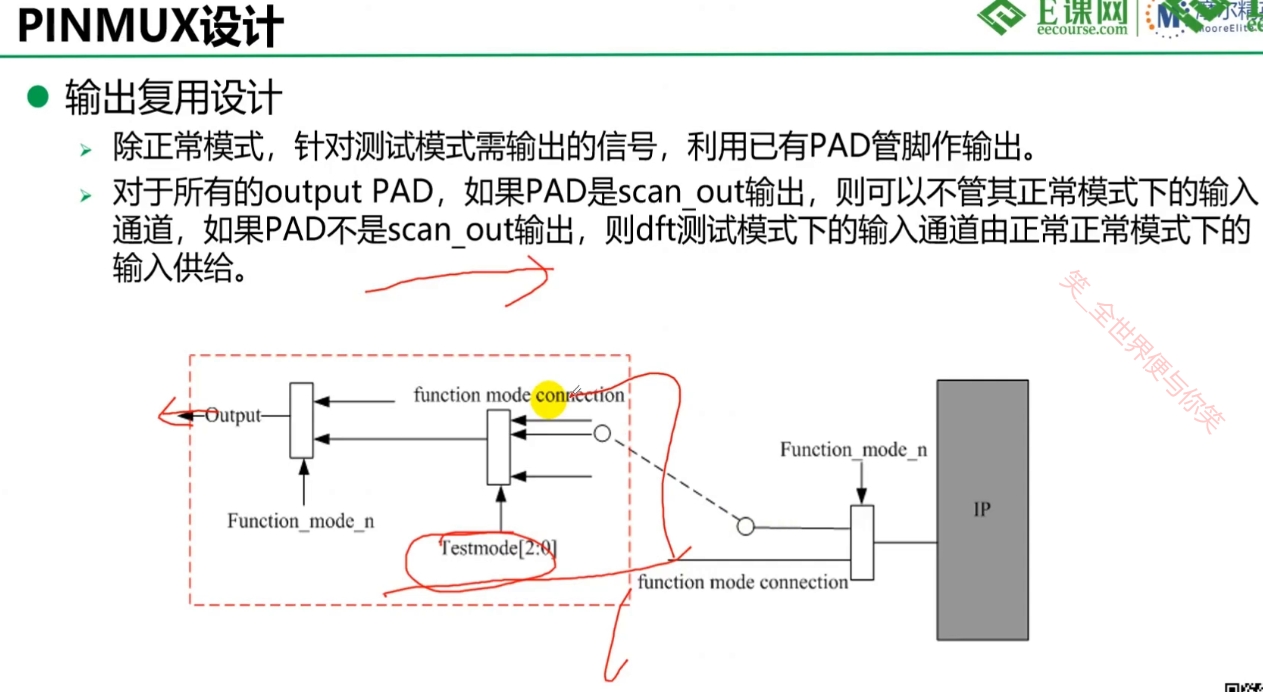 PINMUX设计
E课网
eecourse.com
输出复用设计
除正常模式，针对测试模式需输出的信号，利用已有PAD管脚作输出。
对于所有的output PAD，如果PAD是scan_out输出，则可以不管其正常模式下的输入
通道，如果PAD不是scan_out输出，则dft测试模式下的输入通道由正常正常模式下的
输入供给。
笑_全世界便与你笑
function mode connection
Output
Function_mode_n
Function_mode_n
IP
Testmode[2:0]
function mode connection